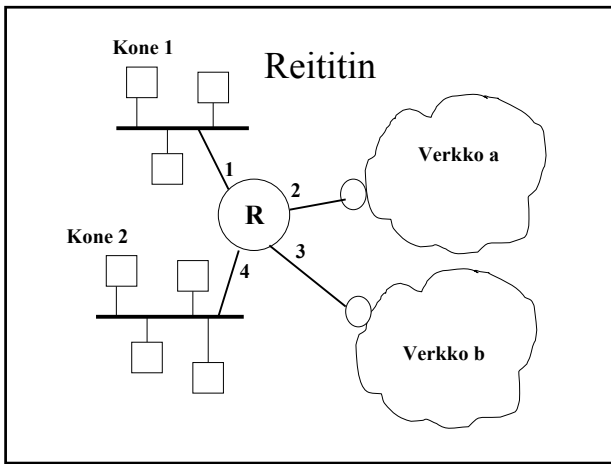 Reititin
Kone 1
Verkko a
1
2
R
Kone 2
3
4
Verkko b